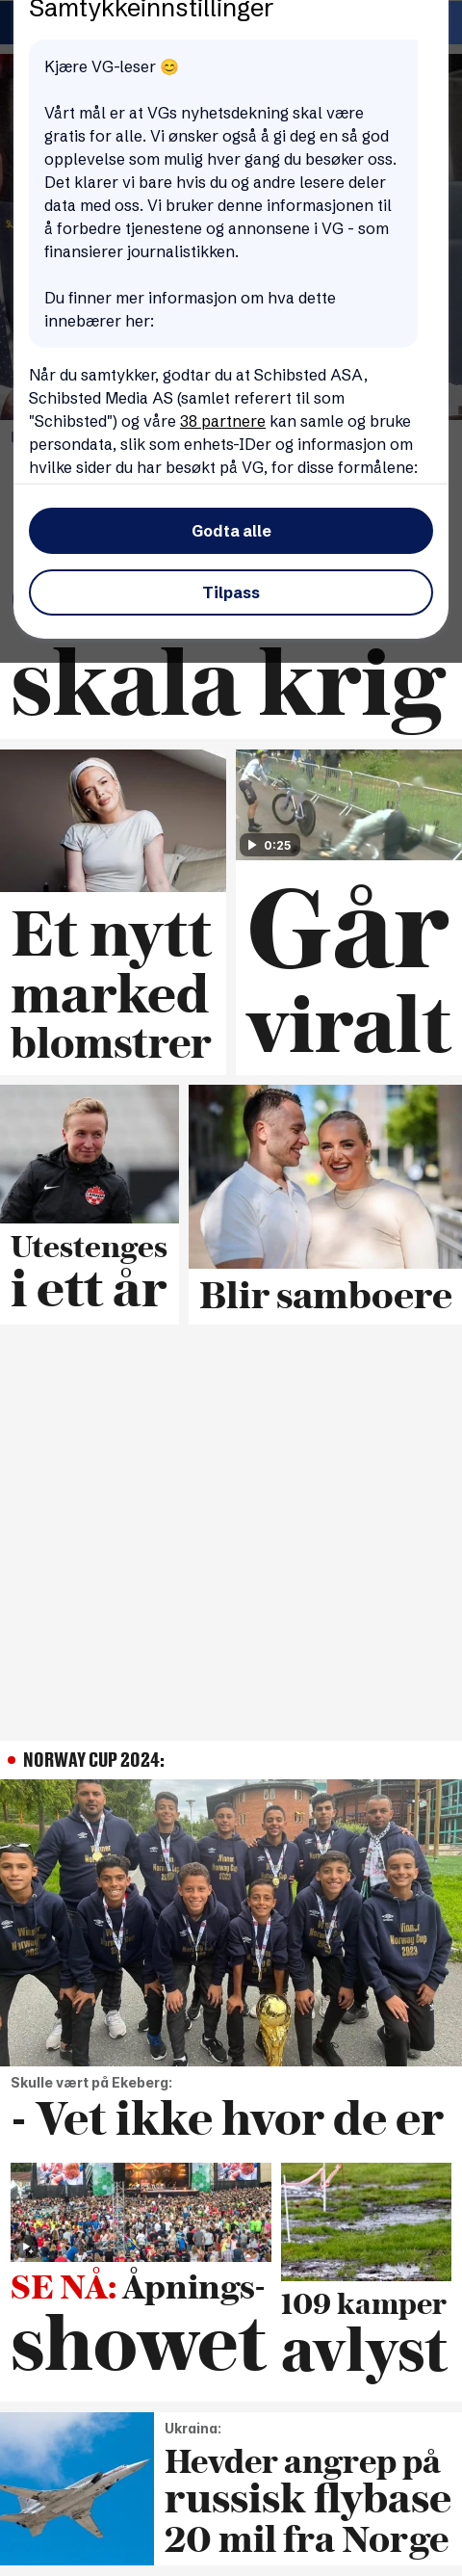 Samtykkeinnstillinger
Kjære VG-leser 😊
Vårt mål er at VGs nyhetsdekning skal være
gratis for alle. Vi ønsker også å gi deg en så god
opplevelse som mulig hver gang du besøker oss.
Det klarer vi bare hvis du og andre lesere deler
data med oss. Vi bruker denne informasjonen til
å forbedre tjenestene og annonsene i VG - som
finansierer journalistikken.
Du finner mer informasjon om hva dette
innebærer her:
Når du samtykker, godtar du at Schibsted ASA,
Schibsted Media AS (samlet referert til som
"Schibsted") og våre 38 partnere kan samle og bruke
persondata, slik som enhets-IDer og informasjon om
hvilke sider du har besøkt på VG, for disse formålene:
Godta alle
Tilpass
skala krig
0:25
Et nytt
marked
blomstrer
Går
viralt
Utestenges
i ett år
Blir samboere
NORWAY CUP 2024:
Winner
Norway Cup
2023
Skulle vært på Ekeberg:
- Vet ikke hvor de er
SE NÅ: Åpnings-
showet
109 kamper
avlyst
Ukraina:
Hevder angrep på
russisk flybase
20 mil fra Norge